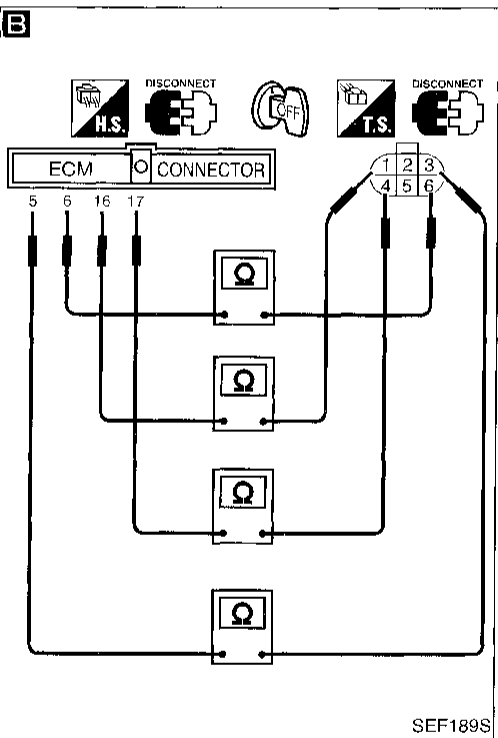 B
DISCONNECT
DISCONNECT
H.S.
OFF
T.S.
ECM CONNECTOR
1 2 3
4 5 6
5 6 16 17
Ω
Ω
Ω
Ω
SEF189S